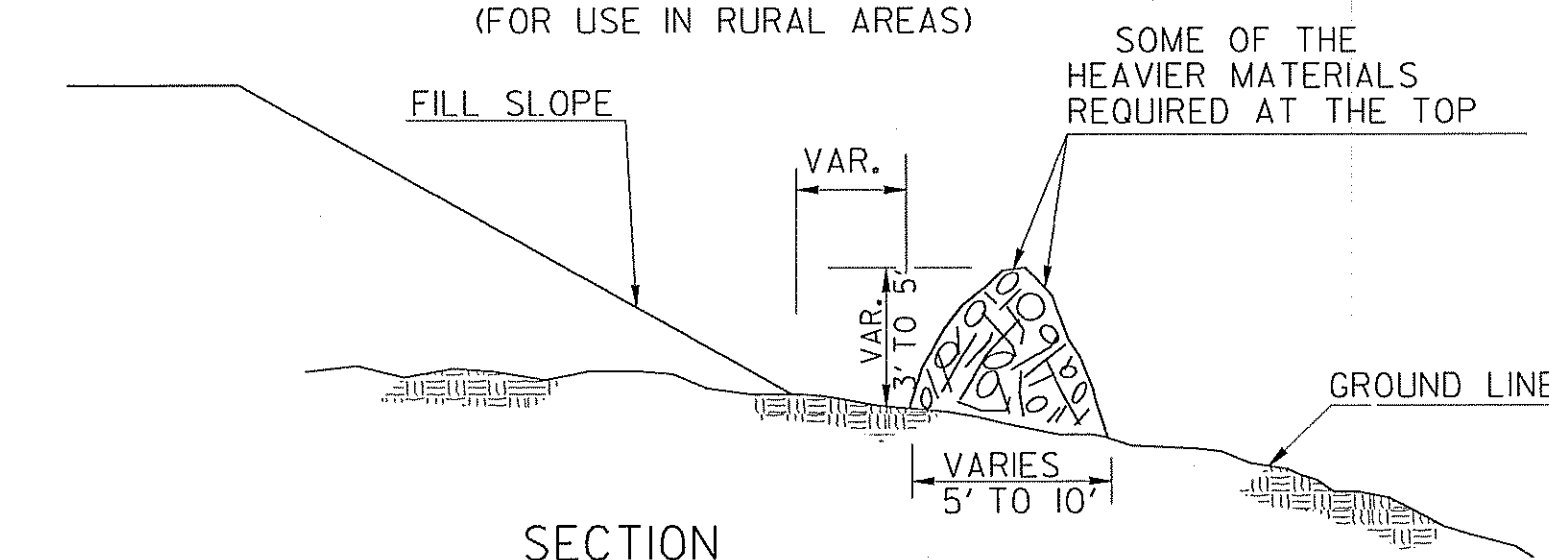 (FOR USE IN RURAL AREAS)
SOME OF THE
HEAVIER MATERIALS
REQUIRED AT THE TOP
FILL SLOPE
VAR.
VAR.
3' TO 5'
GROUND LINE
VARIES
5' TO 10'
SECTION